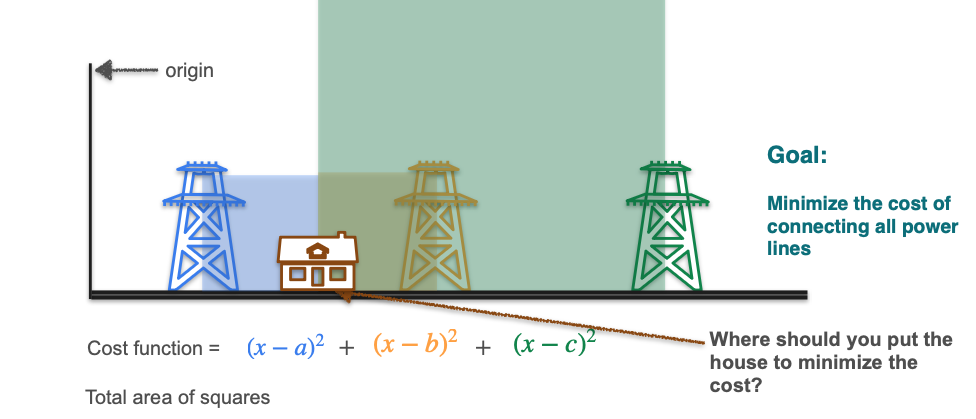 origin
Goal:
Minimize the cost of
connecting all power
lines
Cost function = (x − a)² + (x − b)² + (x − c)²
Where should you put the
house to minimize the
cost?
Total area of squares